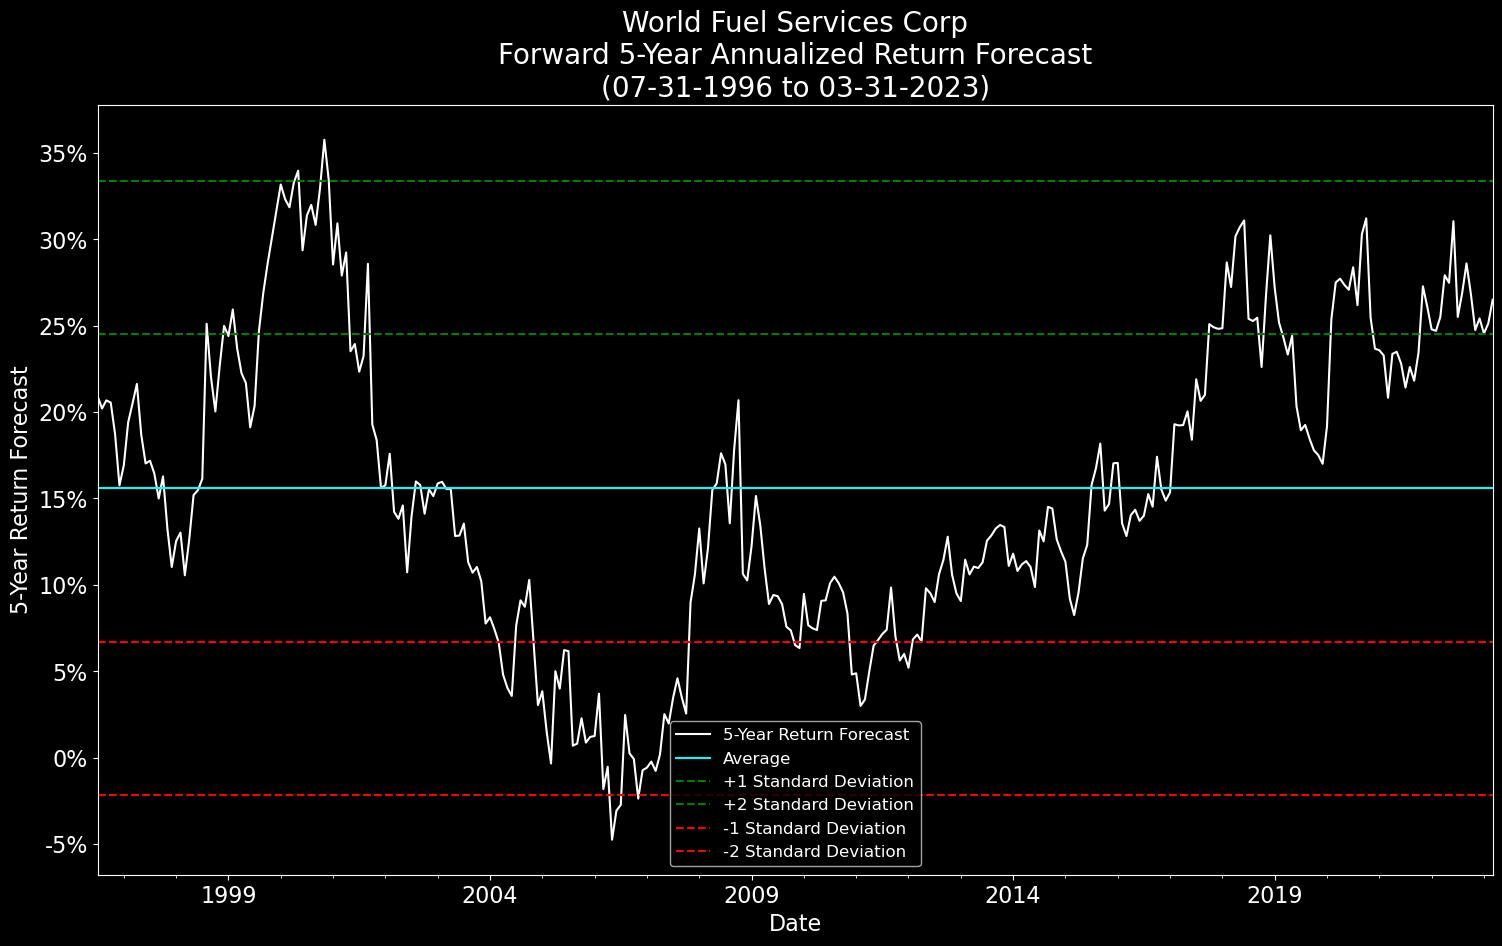 World Fuel Services Corp
Forward 5-Year Annualized Return Forecast
(07-31-1996 to 03-31-2023)
5-Year Return Forecast
35%
30%
25%
20%
15%
10%
5%
0%
-5%
5-Year Return Forecast
Average
+1 Standard Deviation
+2 Standard Deviation
-1 Standard Deviation
-2 Standard Deviation
1999 2004 2009 2014 2019
Date